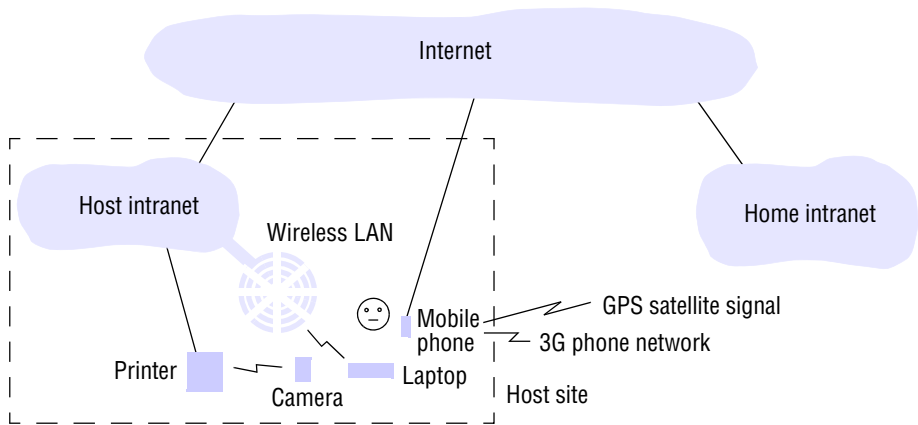 Internet
Host intranet
Wireless LAN
Home intranet
Mobile
phone
GPS satellite signal
3G phone network
Printer
Camera
Laptop
Host site